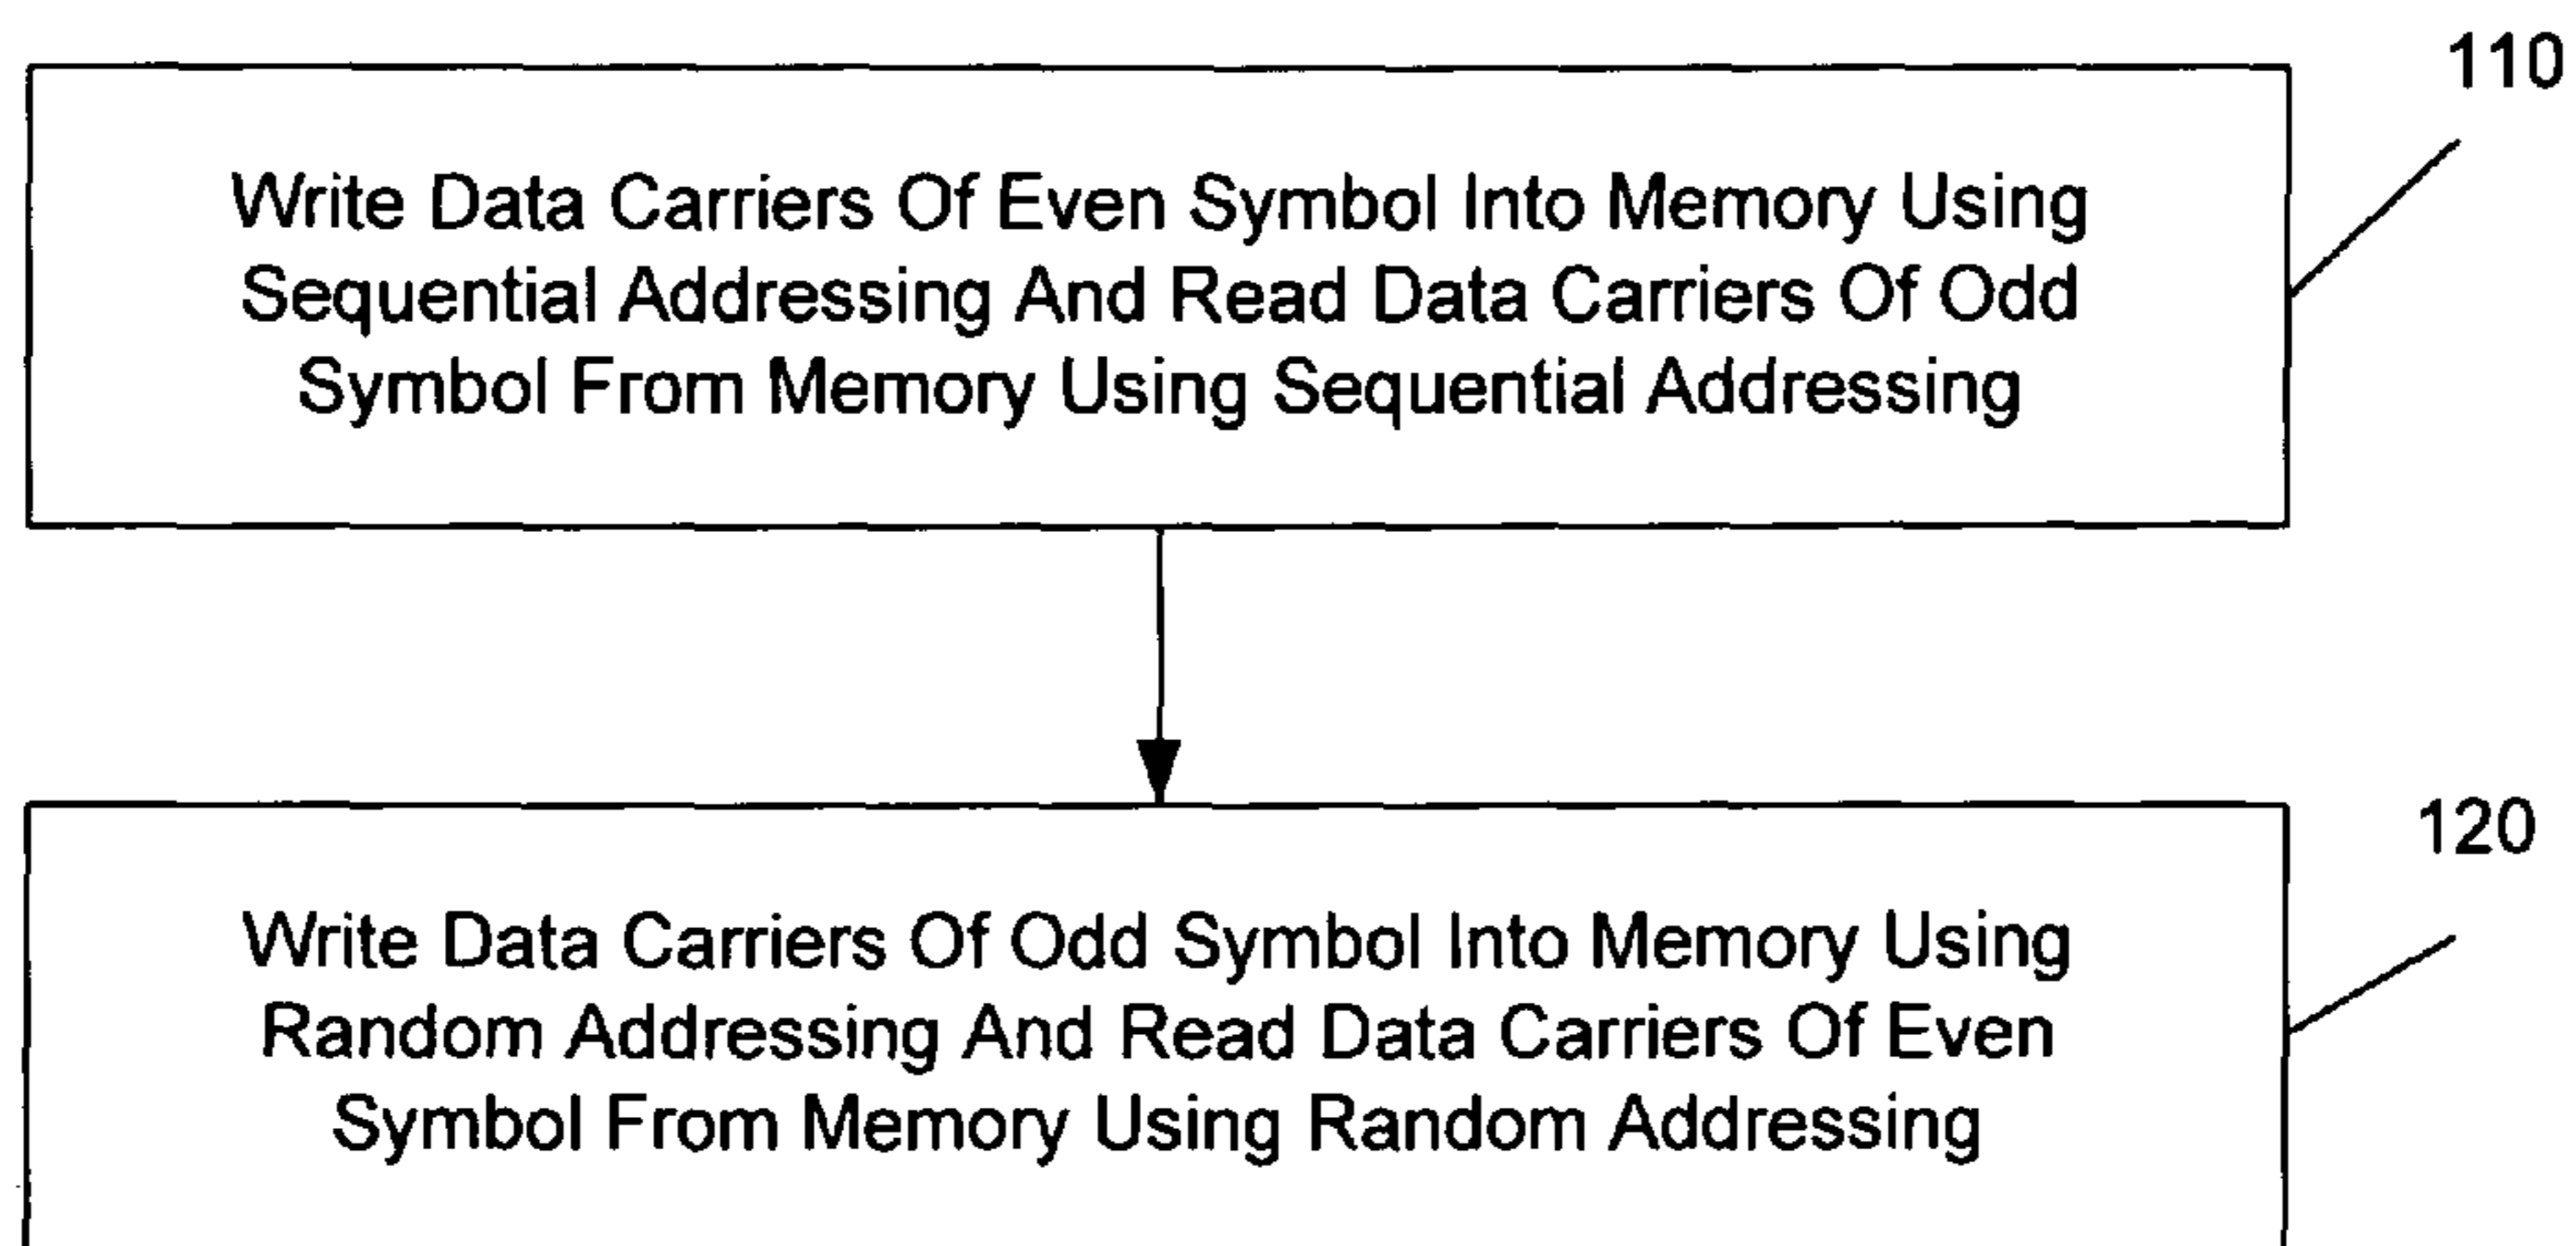 110
Write Data Carriers Of Even Symbol Into Memory Using
Sequential Addressing And Read Data Carriers Of Odd
Symbol From Memory Using Sequential Addressing
120
Write Data Carriers Of Odd Symbol Into Memory Using
Random Addressing And Read Data Carriers Of Even
Symbol From Memory Using Random Addressing